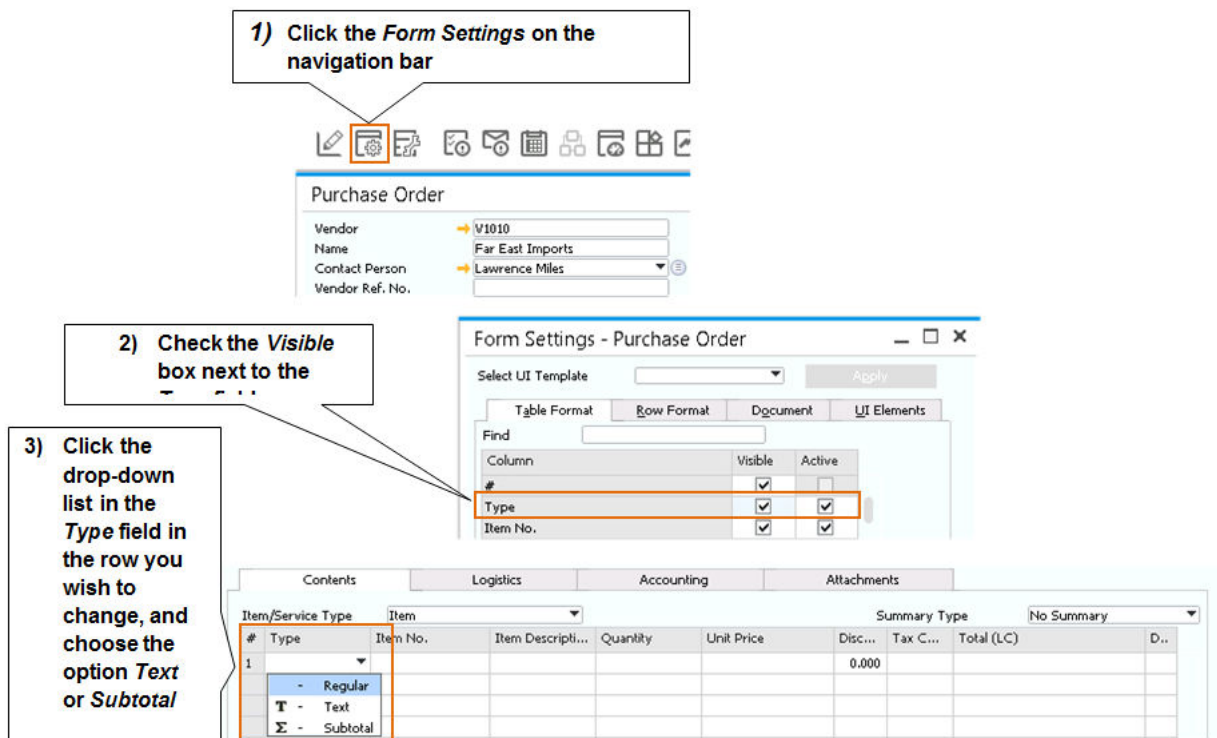 1) Click the Form Settings on the
navigation bar
Purchase Order
Vendor V1010
Name Far East Imports
Contact Person Lawrence Miles
Vendor Ref. No.
2) Check the Visible
box next to the
Form Settings - Purchase Order
Select UI Template Apply
Table Format Row Format Document UI Elements
Find
Column Visible Active
#
Type
Item No.
3) Click the
drop-down
list in the
Type field in
the row you
wish to
change, and
choose the
option Text
or Subtotal
Contents Logistics Accounting Attachments
Item/Service Type Item Summary Type No Summary
# Type Item No. Item Descripti... Quantity Unit Price Disc... Tax C... Total (LC) D..
1 0.000
- Regular
T - Text
Σ - Subtotal